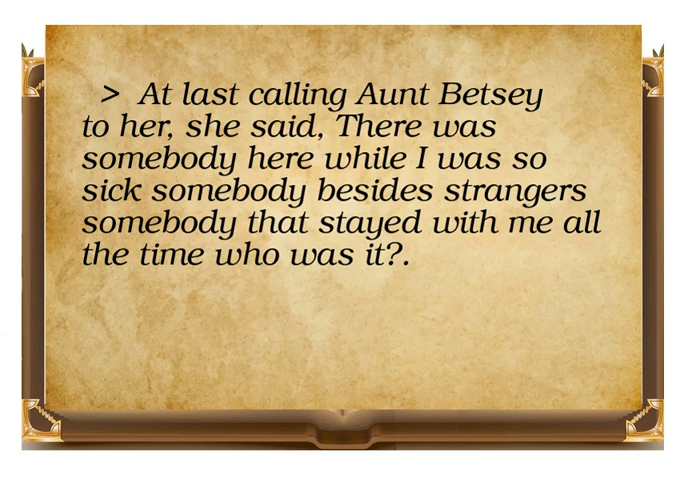 > At last calling Aunt Betsey
to her, she said, There was
somebody here while I was so
sick somebody besides strangers
somebody that stayed with me all
the time who was it?.